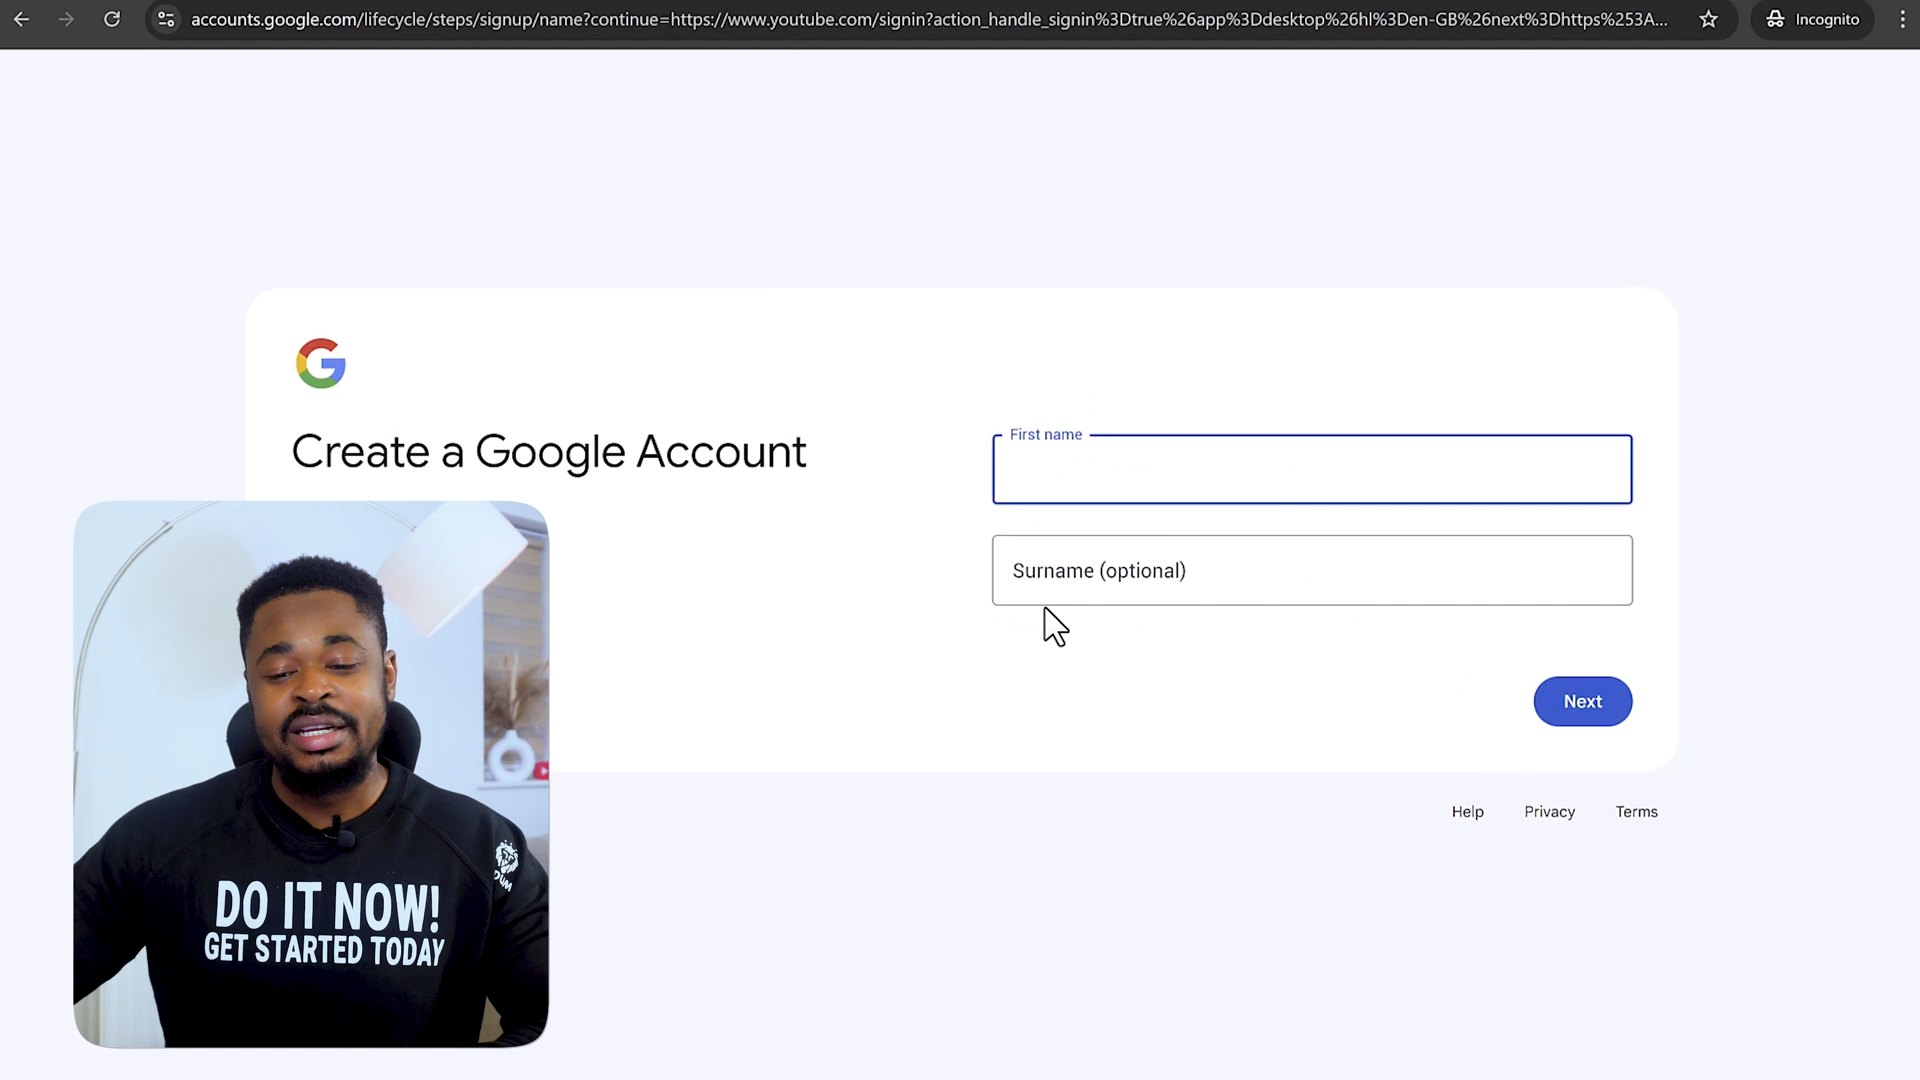 accounts.google.com/lifecycle/steps/signup/name?continue=https://www.youtube.com/signin?action_handle_signin%3Dtrue%26app%3Ddesktop%26hl%3Den-GB%26next%3Dhttps%253A...
Incognito
Create a Google Account
First name
Surname (optional)
Next
Help
Privacy
Terms
DO IT NOW!
GET STARTED TODAY